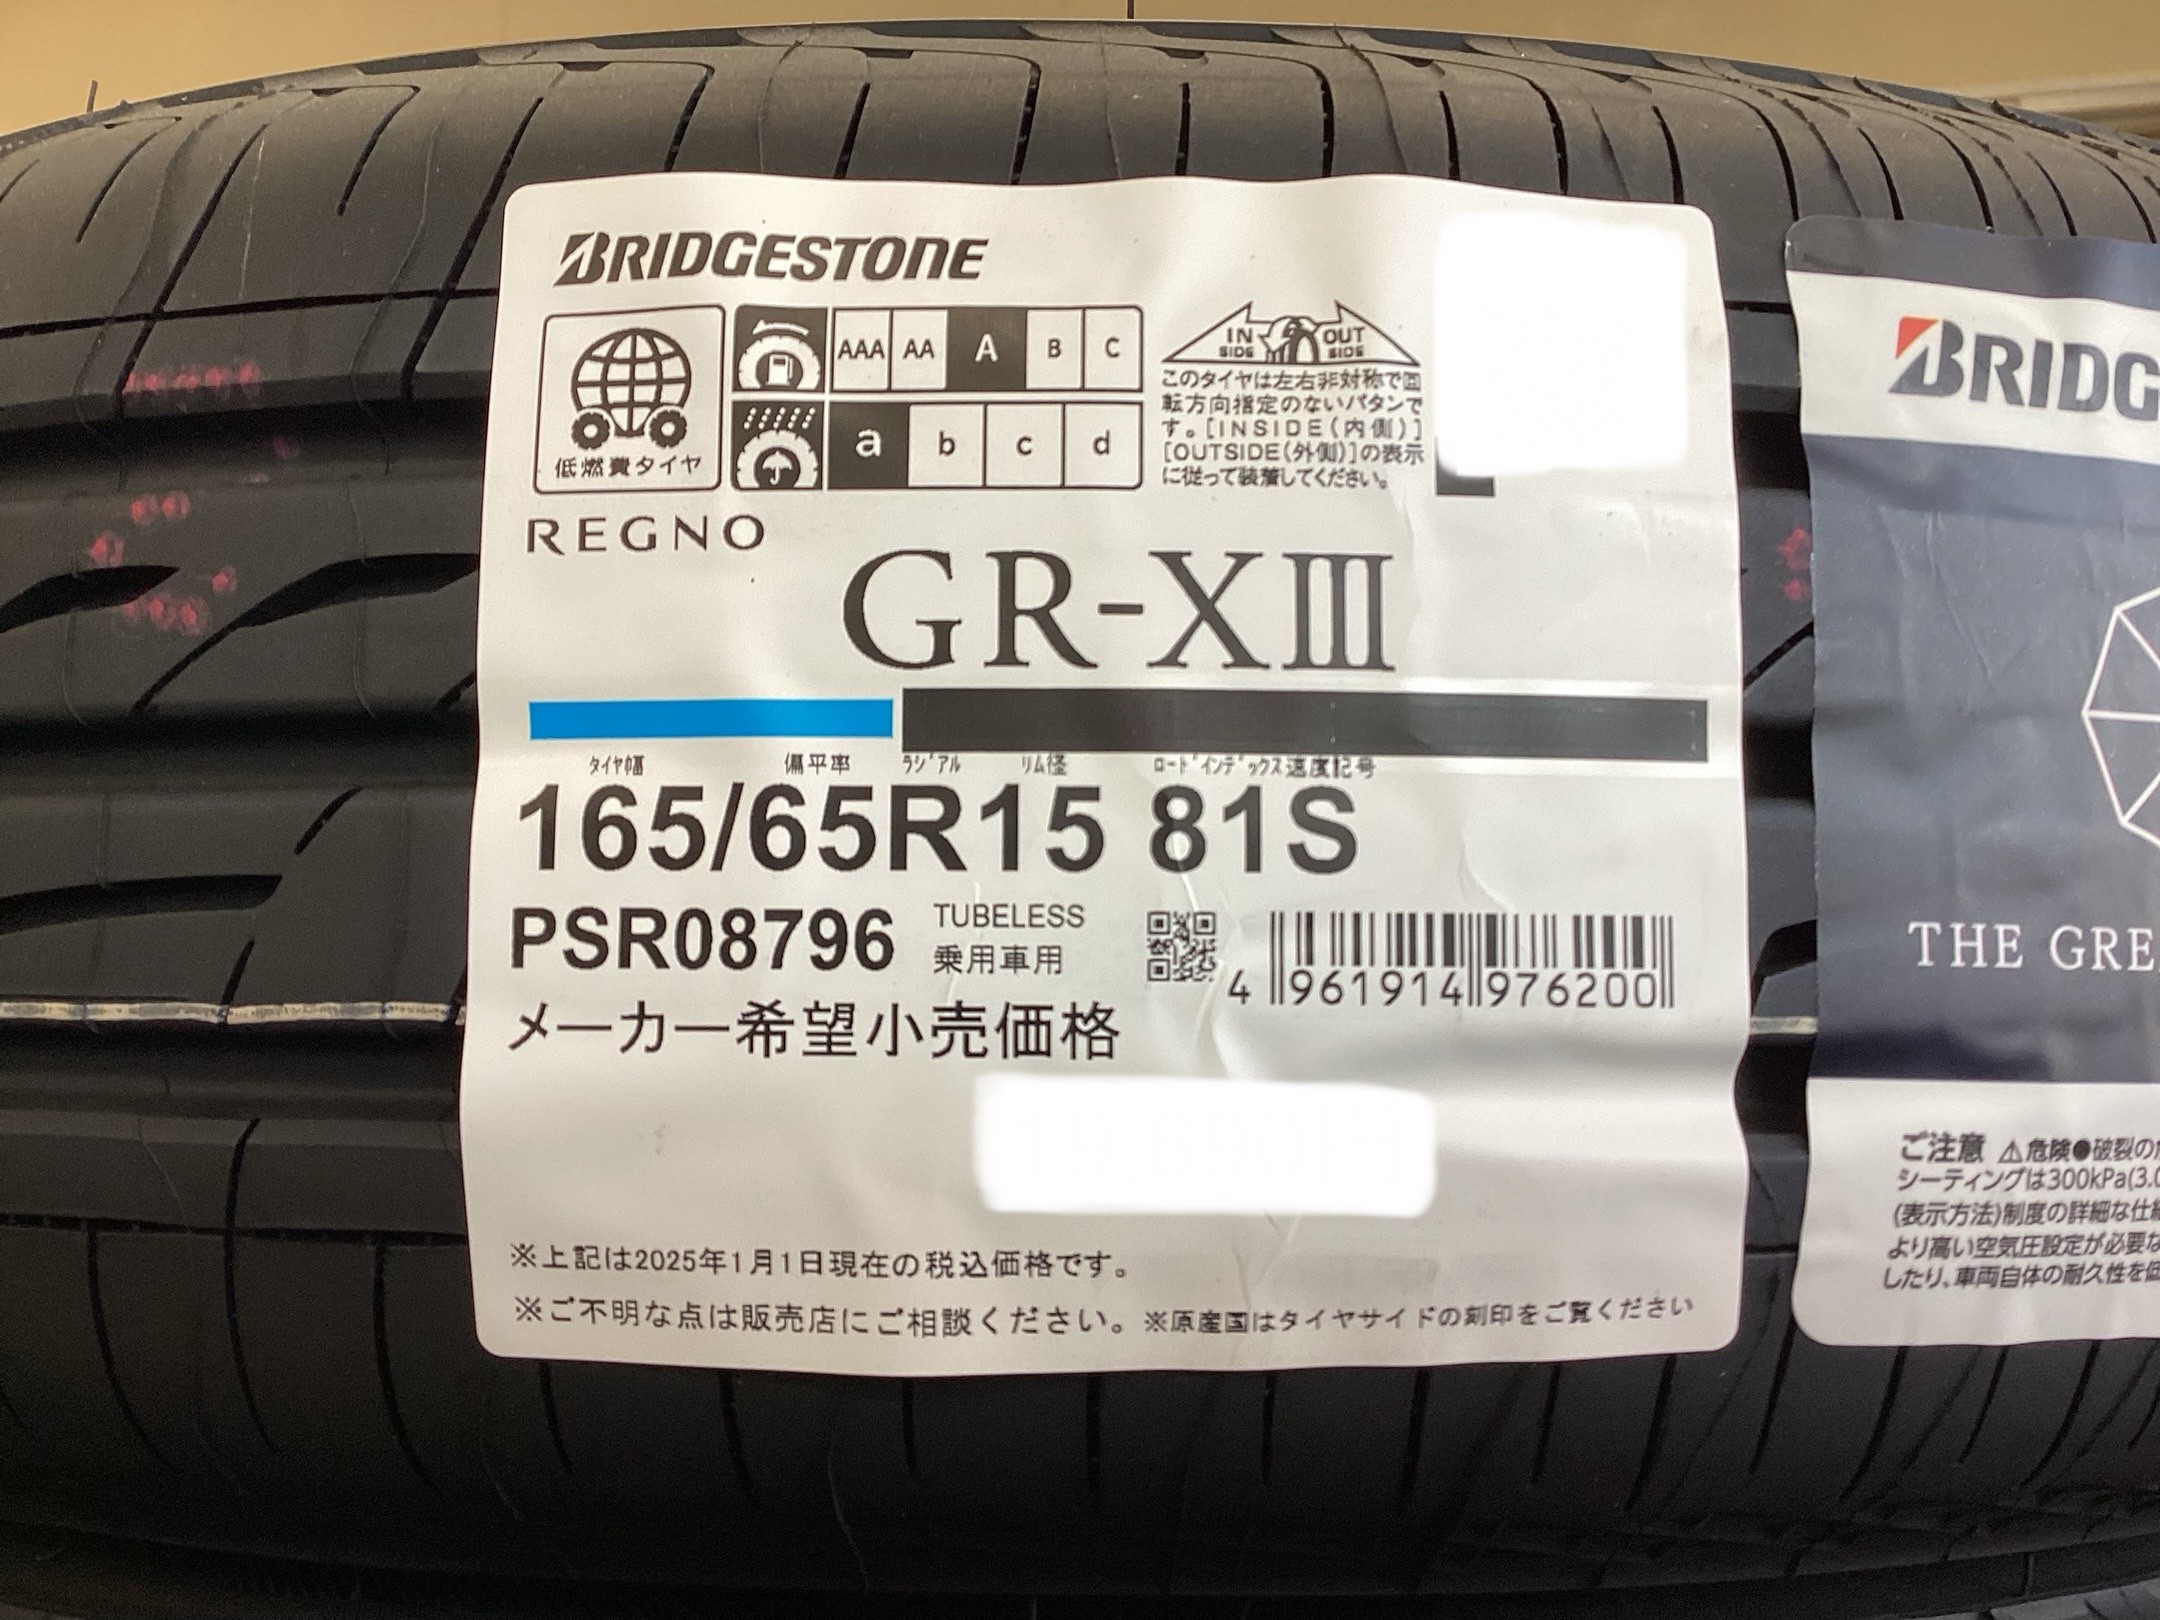 BRIDGESTONE
低燃費タイヤ
AAA AA A B C
a b c d
IN SIDE OUT SIDE
このタイヤは左右非対称で回
転方向指定のないパタンで
す。[INSIDE(内側)]
[OUTSIDE(外側)]の表示
に従って装着してください。
REGNO
GR-XIII
タイヤ幅 偏平率 ラジアル リム径 ロードインデックス 速度記号
165/65R15 81S
PSR08796
TUBELESS
乗用車用
4 961914 976200
メーカー希望小売価格
※上記は2025年1月1日現在の税込価格です。
※ご不明な点は販売店にご相談ください。※原産国はタイヤサイドの刻印をご覧ください
BRIDG
THE GRE
ご注意 ⚠危険●破裂の
シーティングは300kPa(3.0
(表示方法)制度の詳細な仕
より高い空気圧設定が必要な
したり、車両自体の耐久性を低